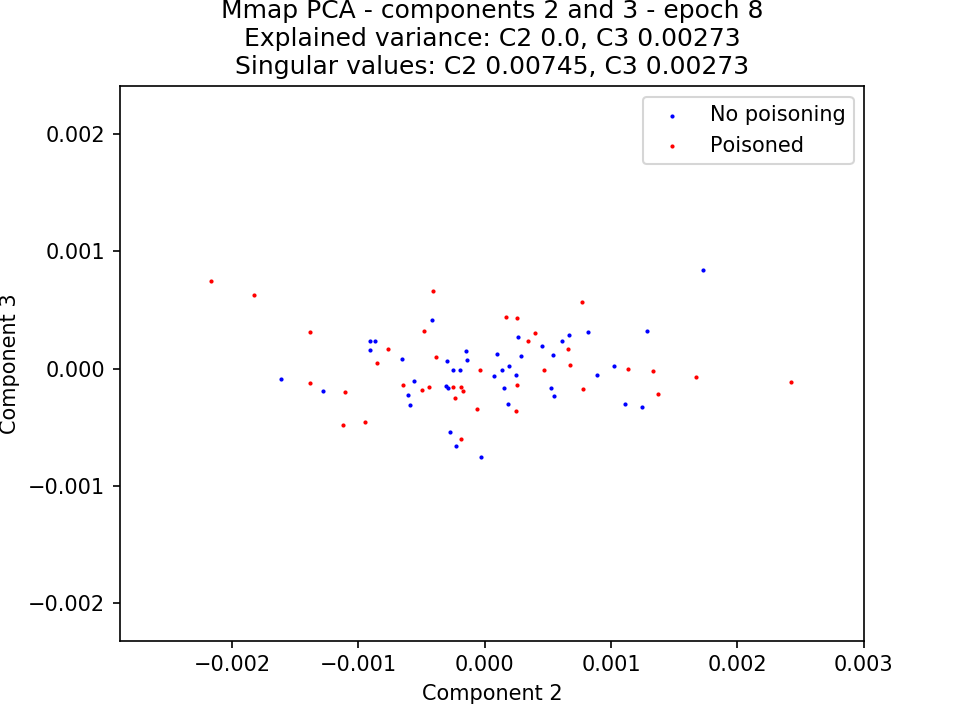 Mmap PCA - components 2 and 3 - epoch 8
Explained variance: C2 0.0, C3 0.00273
Singular values: C2 0.00745, C3 0.00273
No poisoning
Poisoned
0.002
0.001
0.000
−0.001
−0.002
Component 3
−0.002
−0.001
0.000
0.001
0.002
0.003
Component 2